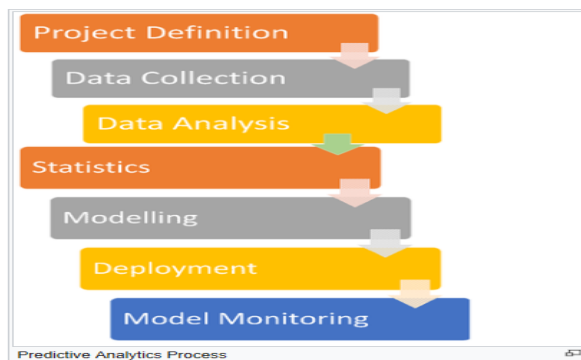 Project Definition
Data Collection
Data Analysis
Statistics
Modelling
Deployment
Model Monitoring
Predictive Analytics Process